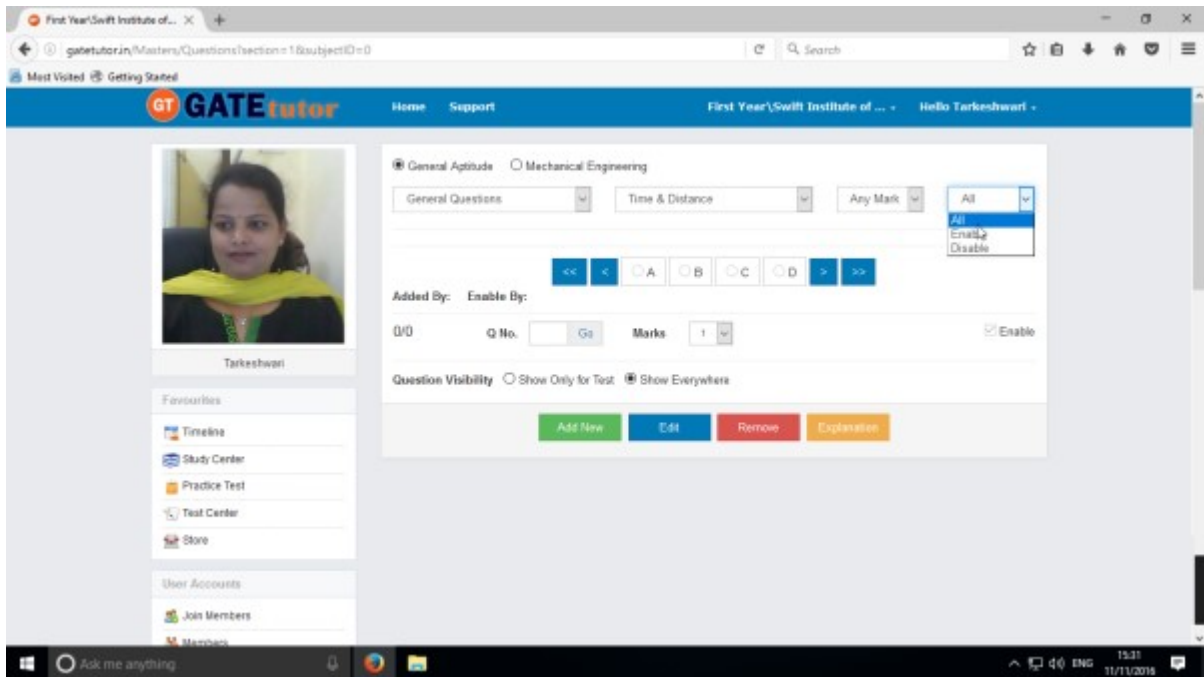 First Year\Swift Institute of...
gatetutor.in/Masters/Questions?section=1&subjectID=0
Search
Most Visited Getting Started
GT GATEtutor Home Support First Year\Swift Institute of ... Hello Tarkeshwari
General Aptitude Mechanical Engineering
General Questions Time & Distance Any Mark All
All
Enable
Disable
<< < A B C D > >>
Added By: Enable By:
0/0 Q No. Go Marks 1 Enable
Question Visibility Show Only for Test Show Everywhere
Add New Edit Remove Explanation
Tarkeshwari
Favourites
Timeline
Study Center
Practice Test
Test Center
Store
User Accounts
Join Members
Members
Ask me anything ENG 15:31
11/11/2016